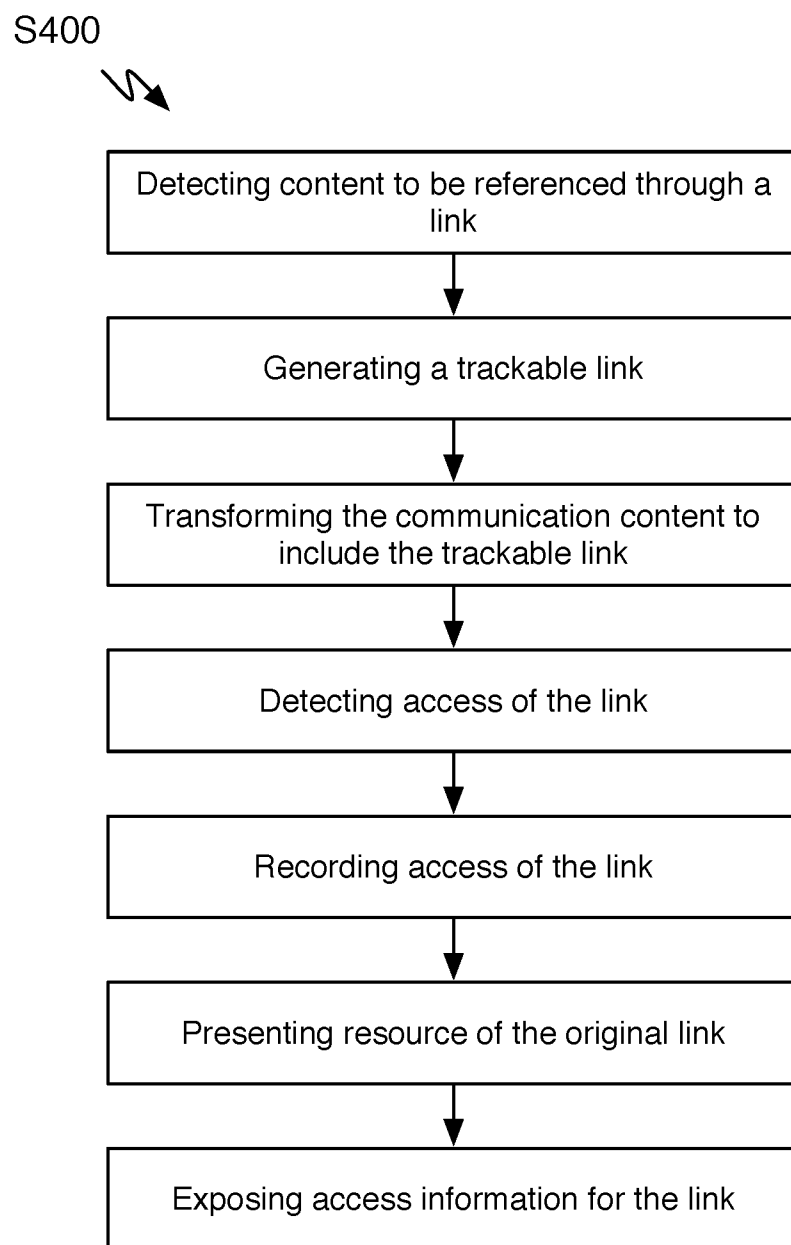 S400
Detecting content to be referenced through a
link
Generating a trackable link
Transforming the communication content to
include the trackable link
Detecting access of the link
Recording access of the link
Presenting resource of the original link
Exposing access information for the link